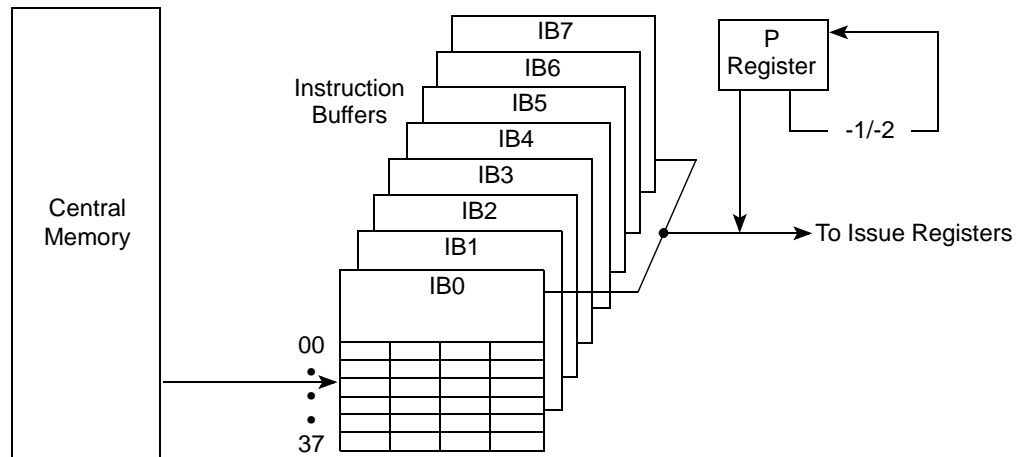 IB7
P
Register
IB6
Instruction
Buffers
IB5
-1/-2
IB4
IB3
Central
Memory
IB2
To Issue Registers
IB1
IB0
00
37